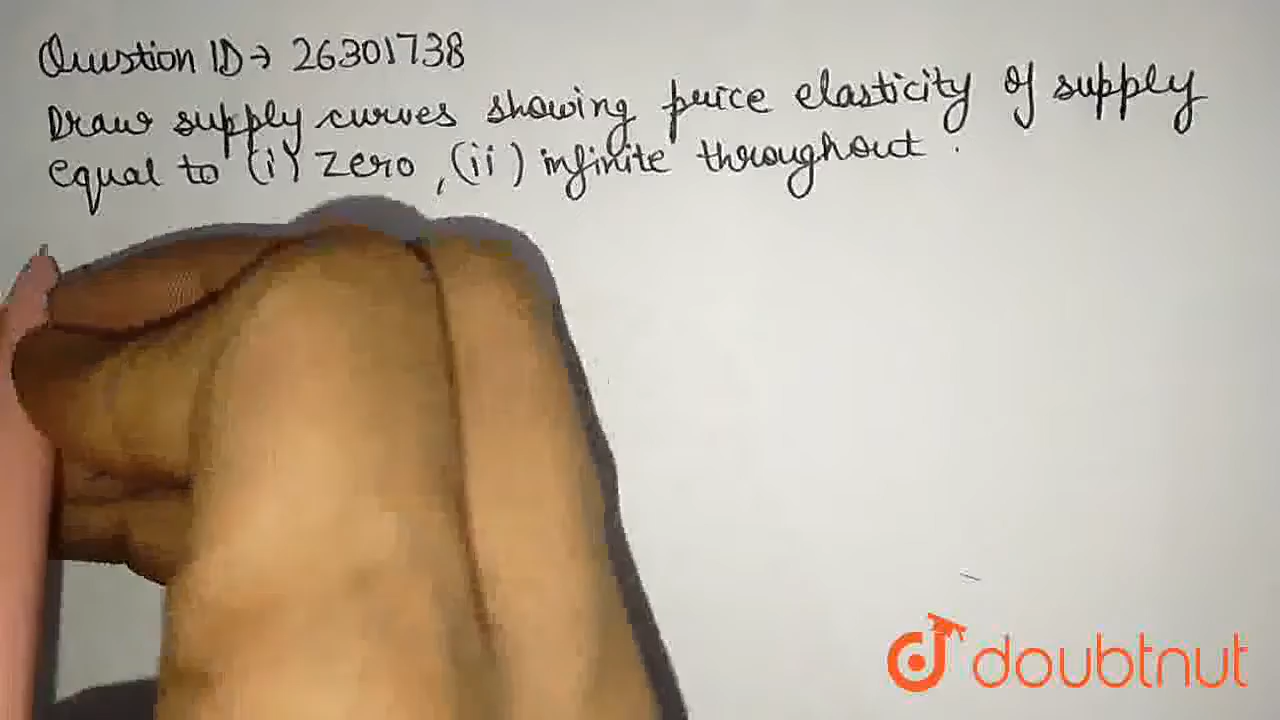 Question ID → 26301738
Draw supply curves showing price elasticity of supply
equal to (i) zero, (ii) infinite throughout.
doubtnut